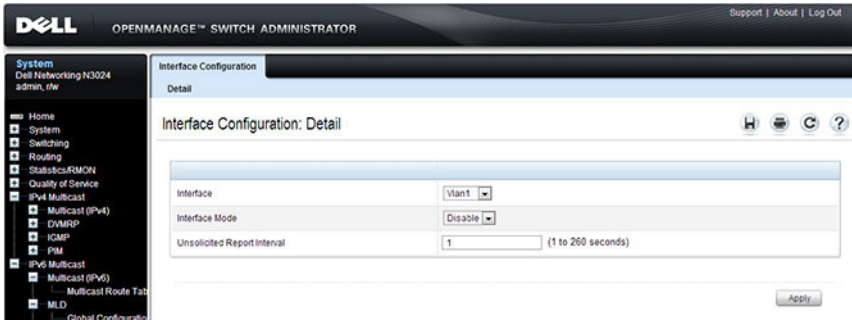 Support | About | Log Out
DELL OPENMANAGE™ SWITCH ADMINISTRATOR
System
Dell Networking N3024
admin, r/w
Home
System
Switching
Routing
Statistics/RMON
Quality of Service
IPv4 Multicast
Multicast (IPv4)
DVMRP
IGMP
PIM
IPv6 Multicast
Multicast (IPv6)
Multicast Route Tab
MLD
Global Configuratio
Interface Configuration
Detail
Interface Configuration: Detail
Interface Vlan1
Interface Mode Disable
Unsolicited Report Interval 1 (1 to 260 seconds)
Apply